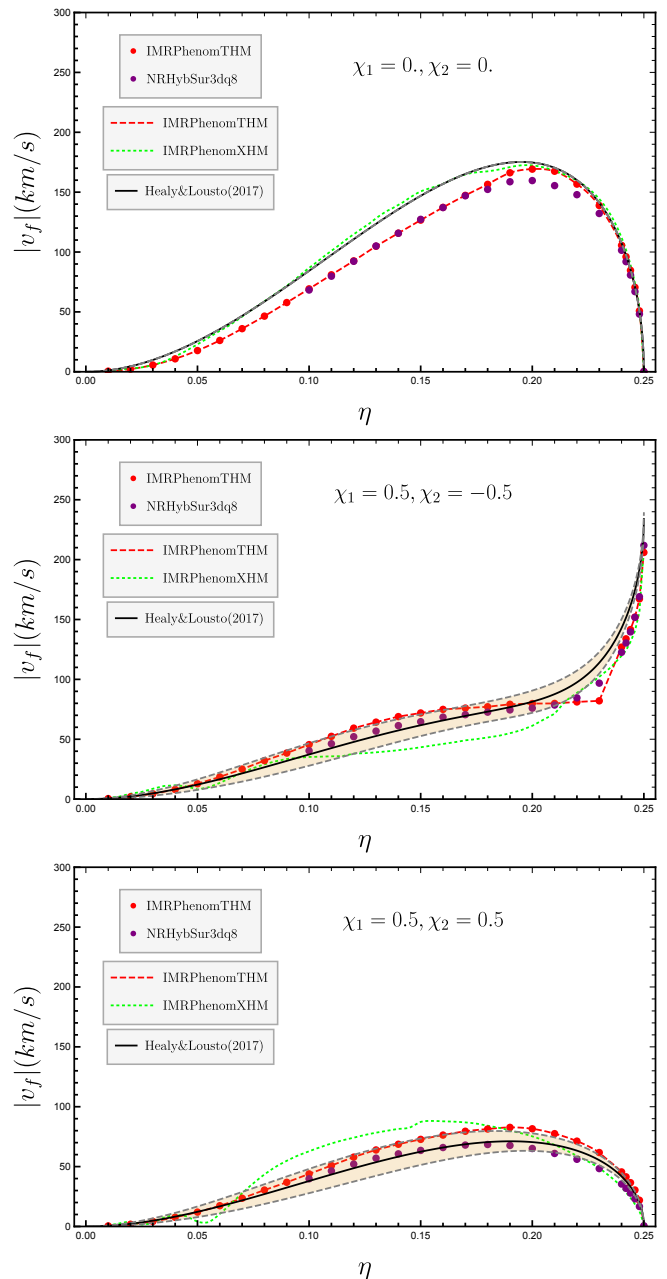 300
250
200
150
100
50
0
|v_f|(km/s)
IMRPhenomTHM
NRHybSur3dq8
IMRPhenomTHM
IMRPhenomXHM
Healy&Lousto(2017)
χ₁ = 0., χ₂ = 0.
0.00 0.05 0.10 0.15 0.20 0.25
η
300
250
200
150
100
50
0
|v_f|(km/s)
IMRPhenomTHM
NRHybSur3dq8
IMRPhenomTHM
IMRPhenomXHM
Healy&Lousto(2017)
χ₁ = 0.5, χ₂ = −0.5
0.00 0.05 0.10 0.15 0.20 0.25
η
300
250
200
150
100
50
0
|v_f|(km/s)
IMRPhenomTHM
NRHybSur3dq8
IMRPhenomTHM
IMRPhenomXHM
Healy&Lousto(2017)
χ₁ = 0.5, χ₂ = 0.5
0.00 0.05 0.10 0.15 0.20 0.25
η